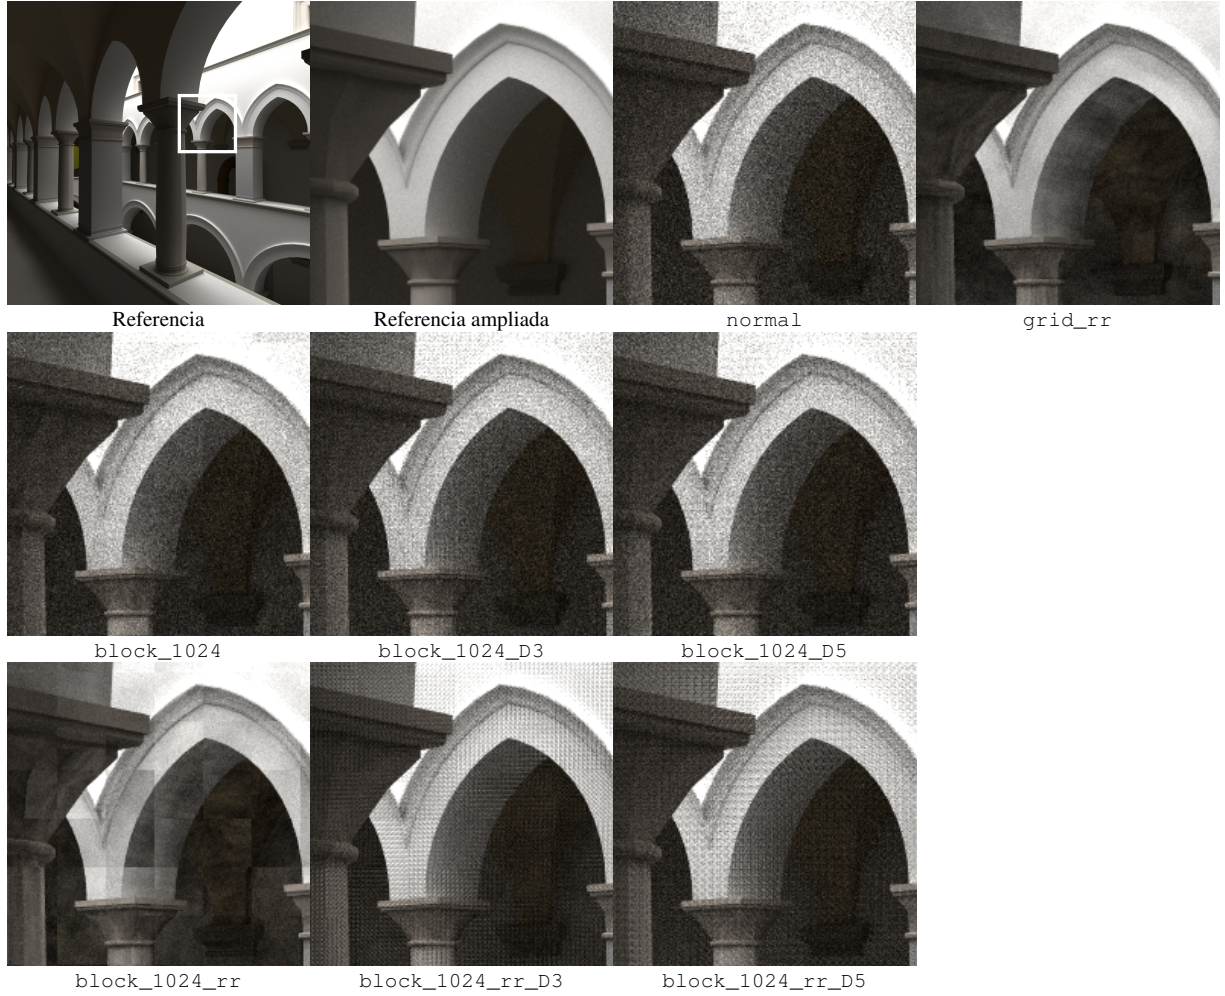 Referencia
Referencia ampliada
normal
grid_rr
block_1024
block_1024_D3
block_1024_D5
block_1024_rr
block_1024_rr_D3
block_1024_rr_D5